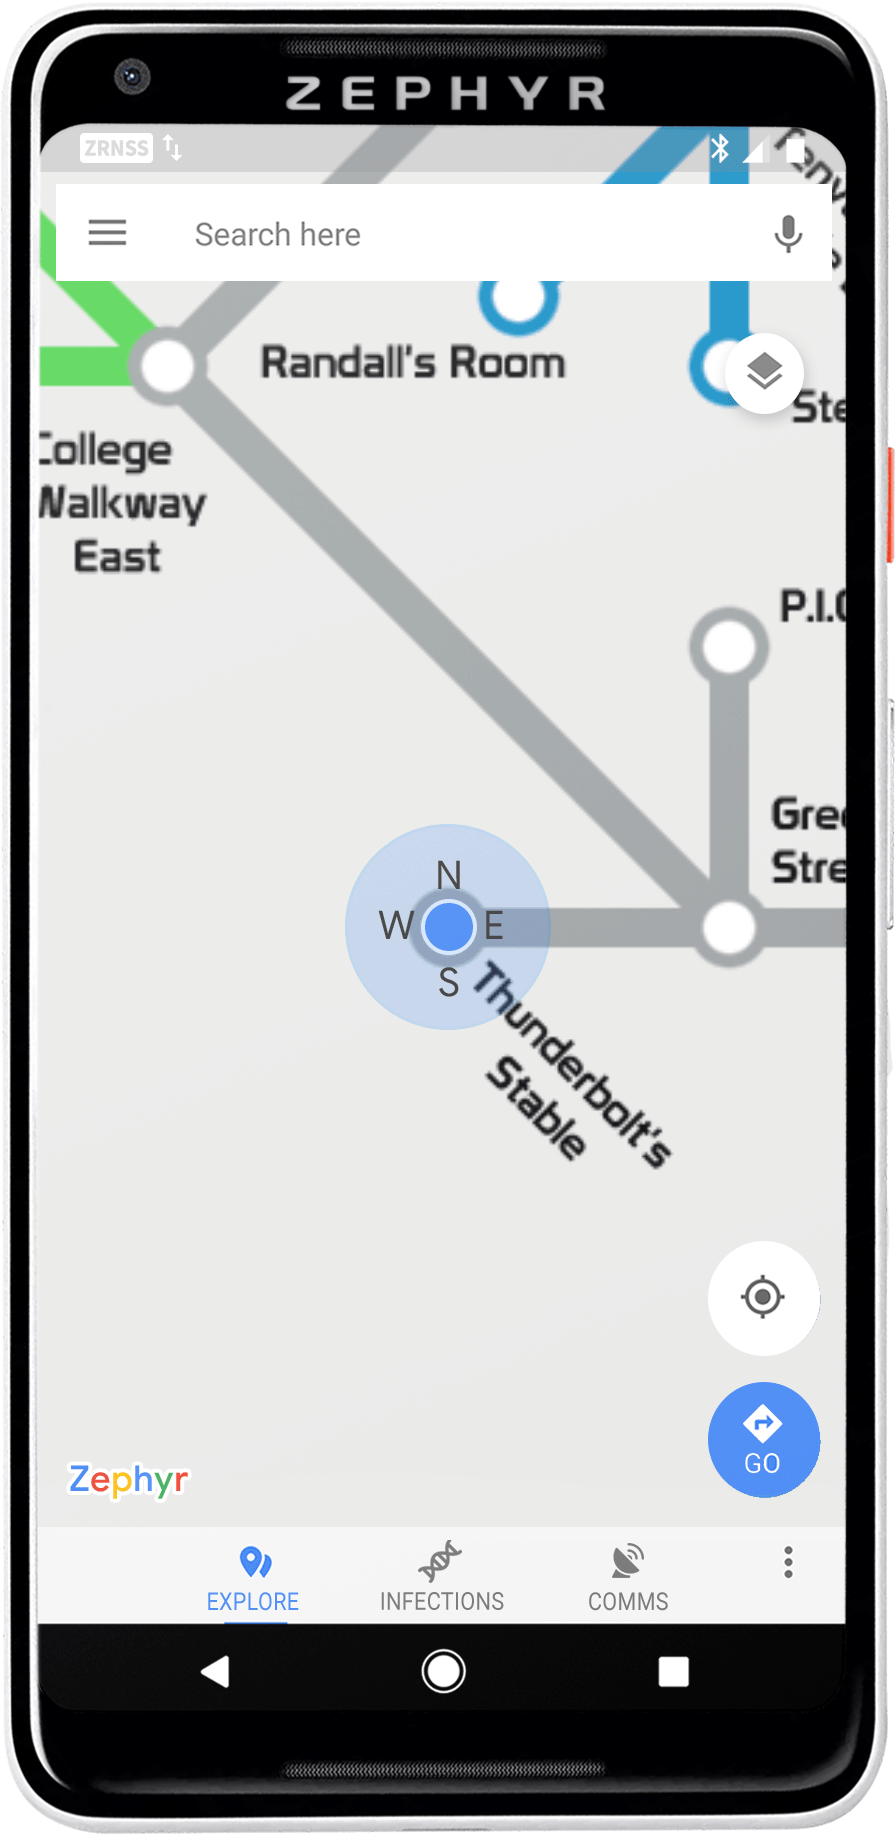 ZEPHYR
ZRNSS
Search here
Randall's Room
College
Walkway
East
Ste
P.I.
Gre
Stre
N
W E
S
Thunderbolt's
Stable
GO
Zephyr
EXPLORE
INFECTIONS
COMMS